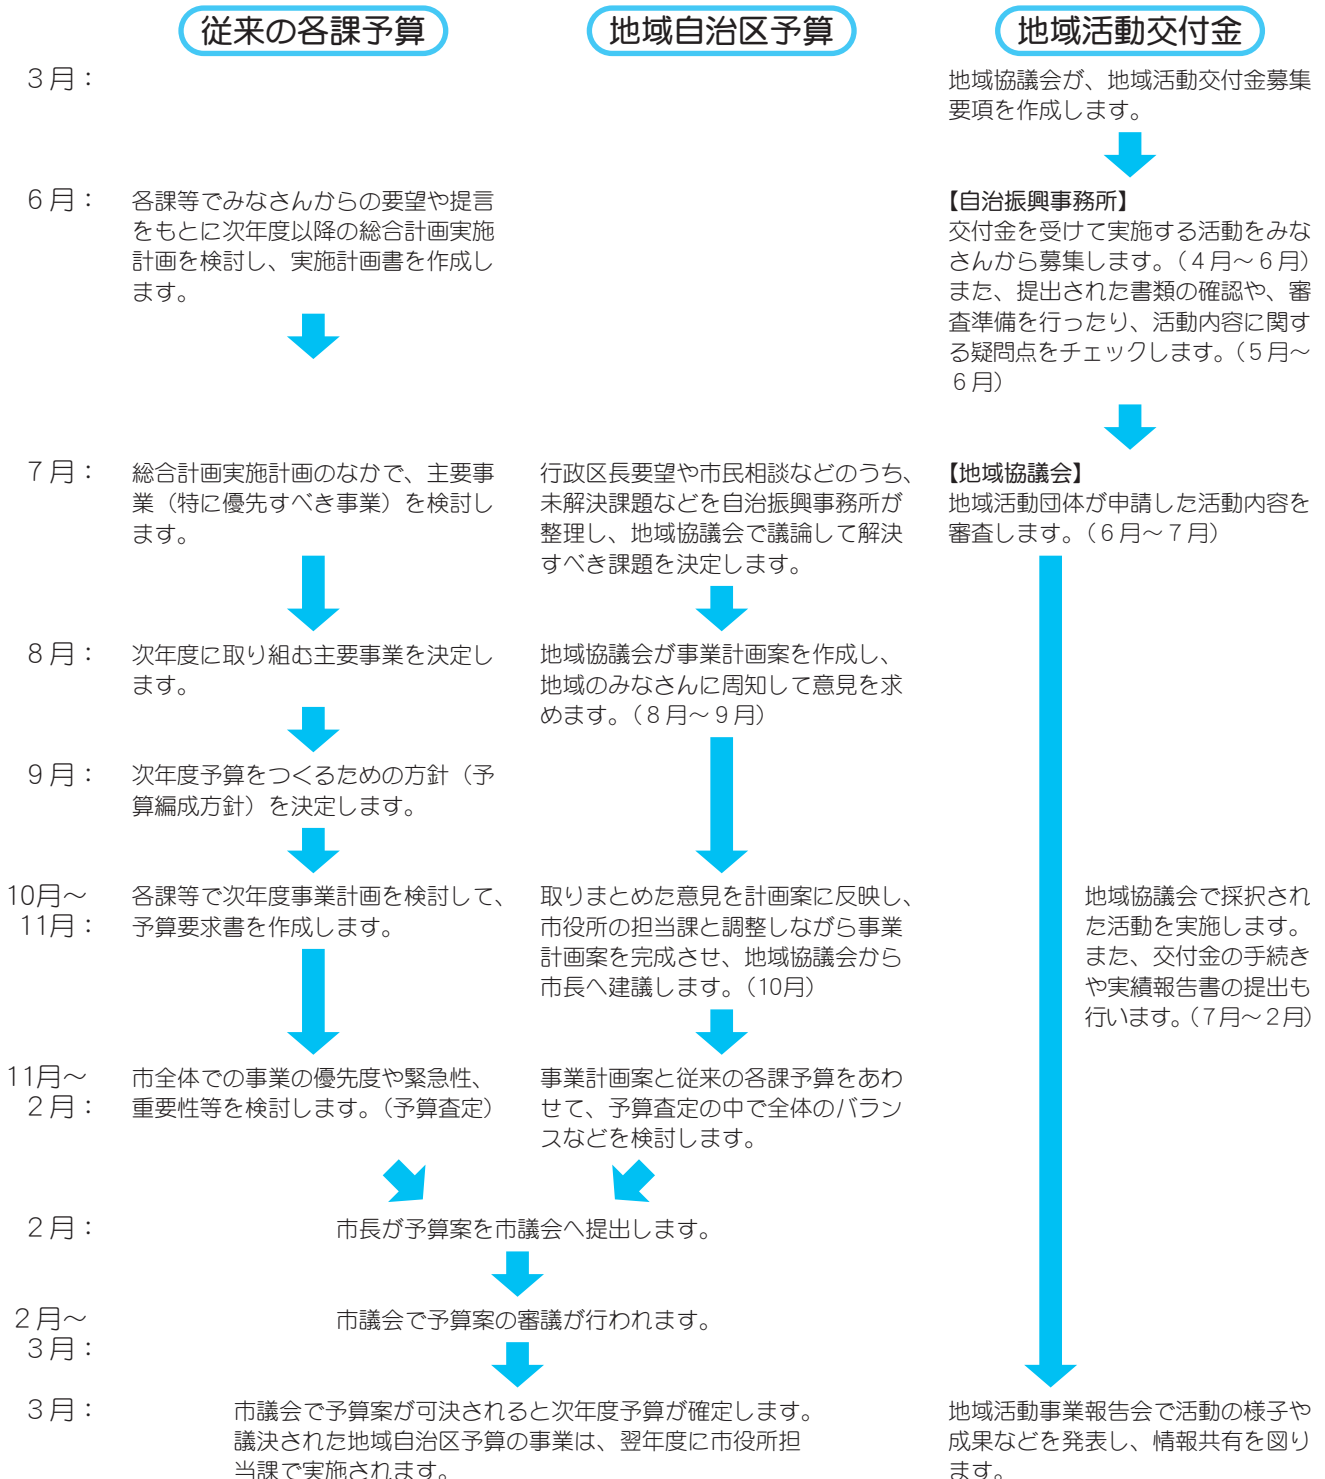 従来の各課予算
地域自治区予算
地域活動交付金
３月：
地域協議会が、地域活動交付金募集
要項を作成します。
６月：
各課等でみなさんからの要望や提言
をもとに次年度以降の総合計画実施
計画を検討し、実施計画書を作成し
ます。
【自治振興事務所】
交付金を受けて実施する活動をみな
さんから募集します。（４月～６月）
また、提出された書類の確認や、審
査準備を行ったり、活動内容に関す
る疑問点をチェックします。（５月～
６月）
７月：
総合計画実施計画のなかで、主要事
業（特に優先すべき事業）を検討し
ます。
行政区長要望や市民相談などのうち、
未解決課題などを自治振興事務所が
整理し、地域協議会で議論して解決
すべき課題を決定します。
【地域協議会】
地域活動団体が申請した活動内容を
審査します。（６月～７月）
８月：
次年度に取り組む主要事業を決定し
ます。
地域協議会が事業計画案を作成し、
地域のみなさんに周知して意見を求
めます。（８月～９月）
９月：
次年度予算をつくるための方針（予
算編成方針）を決定します。
10月～
11月：
各課等で次年度事業計画を検討して、
予算要求書を作成します。
取りまとめた意見を計画案に反映し、
市役所の担当課と調整しながら事業
計画案を完成させ、地域協議会から
市長へ建議します。（10月）
地域協議会で採択され
た活動を実施します。
また、交付金の手続き
や実績報告書の提出も
行います。（７月～２月）
11月～
２月：
市全体での事業の優先度や緊急性、
重要性等を検討します。（予算査定）
事業計画案と従来の各課予算をあわ
せて、予算査定の中で全体のバラン
スなどを検討します。
２月：
市長が予算案を市議会へ提出します。
２月～
３月：
市議会で予算案の審議が行われます。
３月：
市議会で予算案が可決されると次年度予算が確定します。
議決された地域自治区予算の事業は、翌年度に市役所担
当課で実施されます。
地域活動事業報告会で活動の様子や
成果などを発表し、情報共有を図り
ます。